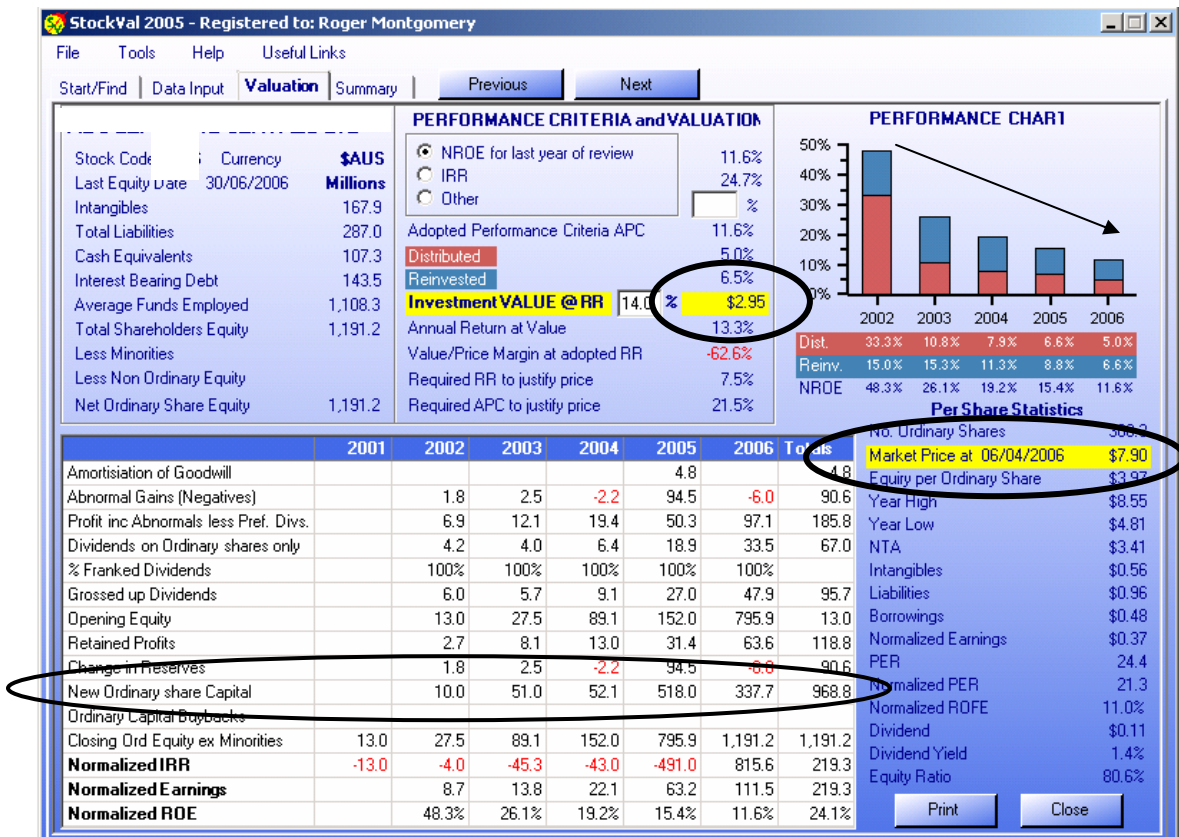 StockVal 2005 - Registered to: Roger Montgomery
File Tools Help Useful Links
Start/Find Data Input Valuation Summary Previous Next
Stock Code Currency $AUS
Last Equity Date 30/06/2006 Millions
Intangibles 167.9
Total Liabilities 287.0
Cash Equivalents 107.3
Interest Bearing Debt 143.5
Average Funds Employed 1,108.3
Total Shareholders Equity 1,191.2
Less Minorities
Less Non Ordinary Equity
Net Ordinary Share Equity 1,191.2
PERFORMANCE CRITERIA and VALUATION
NROE for last year of review 11.6%
IRR 24.7%
Other %
Adopted Performance Criteria APC 11.6%
Distributed 5.0%
Reinvested 6.5%
Investment VALUE @ RR 14.0 % $2.95
Annual Return at Value 13.3%
Value/Price Margin at adopted RR -62.6%
Required RR to justify price 7.5%
Required APC to justify price 21.5%
PERFORMANCE CHART
50%
40%
30%
20%
10%
0%
2002 2003 2004 2005 2006
Dist. 33.3% 10.8% 7.9% 6.6% 5.0%
Reinv. 15.0% 15.3% 11.3% 8.8% 6.6%
NROE 48.3% 26.1% 19.2% 15.4% 11.6%
Per Share Statistics
No. Ordinary Shares
Market Price at 06/04/2006 $7.90
Equiry per Ordinary Share $3.97
Year High $8.55
Year Low $4.81
NTA $3.41
Intangibles $0.56
Liabilities $0.96
Borrowings $0.48
Normalized Earnings $0.37
PER 24.4
Normalized PER 21.3
Normalized ROFE 11.0%
Dividend $0.11
Dividend Yield 1.4%
Equity Ratio 80.6%
Print Close
2001 2002 2003 2004 2005 2006 Totals
Amortisiation of Goodwill 4.8 4.8
Abnormal Gains (Negatives) 1.8 2.5 -2.2 94.5 -6.0 90.6
Profit inc Abnormals less Pref. Divs. 6.9 12.1 19.4 50.3 97.1 185.8
Dividends on Ordinary shares only 4.2 4.0 6.4 18.9 33.5 67.0
% Franked Dividends 100% 100% 100% 100% 100%
Grossed up Dividends 6.0 5.7 9.1 27.0 47.9 95.7
Opening Equity 13.0 27.5 89.1 152.0 795.9 13.0
Retained Profits 2.7 8.1 13.0 31.4 63.6 118.8
Change in Reserves 1.8 2.5 -2.2 94.5 -6.0 90.6
New Ordinary share Capital 10.0 51.0 52.1 518.0 337.7 968.8
Ordinary Capital Buybacks
Closing Ord Equity ex Minorities 13.0 27.5 89.1 152.0 795.9 1,191.2 1,191.2
Normalized IRR -13.0 -4.0 -45.3 -43.0 -491.0 815.6 219.3
Normalized Earnings 8.7 13.8 22.1 63.2 111.5 219.3
Normalized ROE 48.3% 26.1% 19.2% 15.4% 11.6% 24.1%